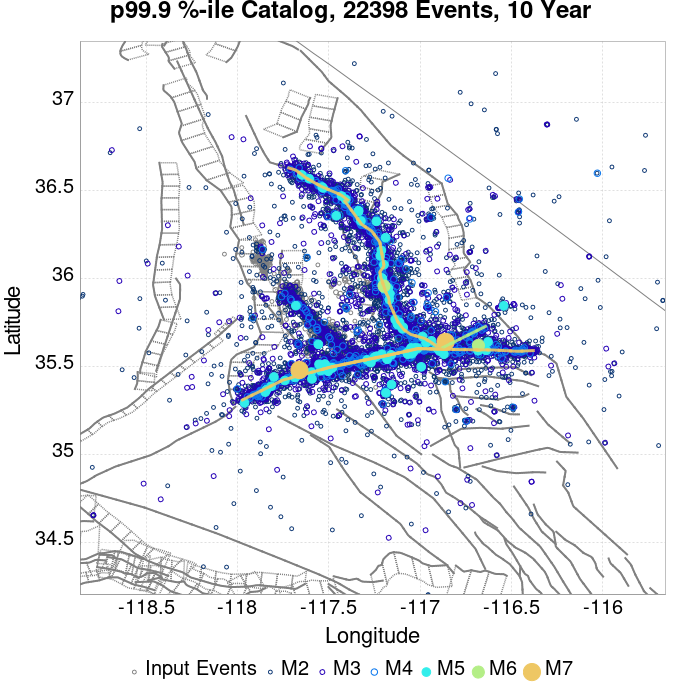 p99.9 %-ile Catalog, 22398 Events, 10 Year
37
36.5
36
35.5
35
34.5
Latitude
-118.5 -118 -117.5 -117 -116.5 -116
Longitude
Input Events M2 M3 M4 M5 M6 M7